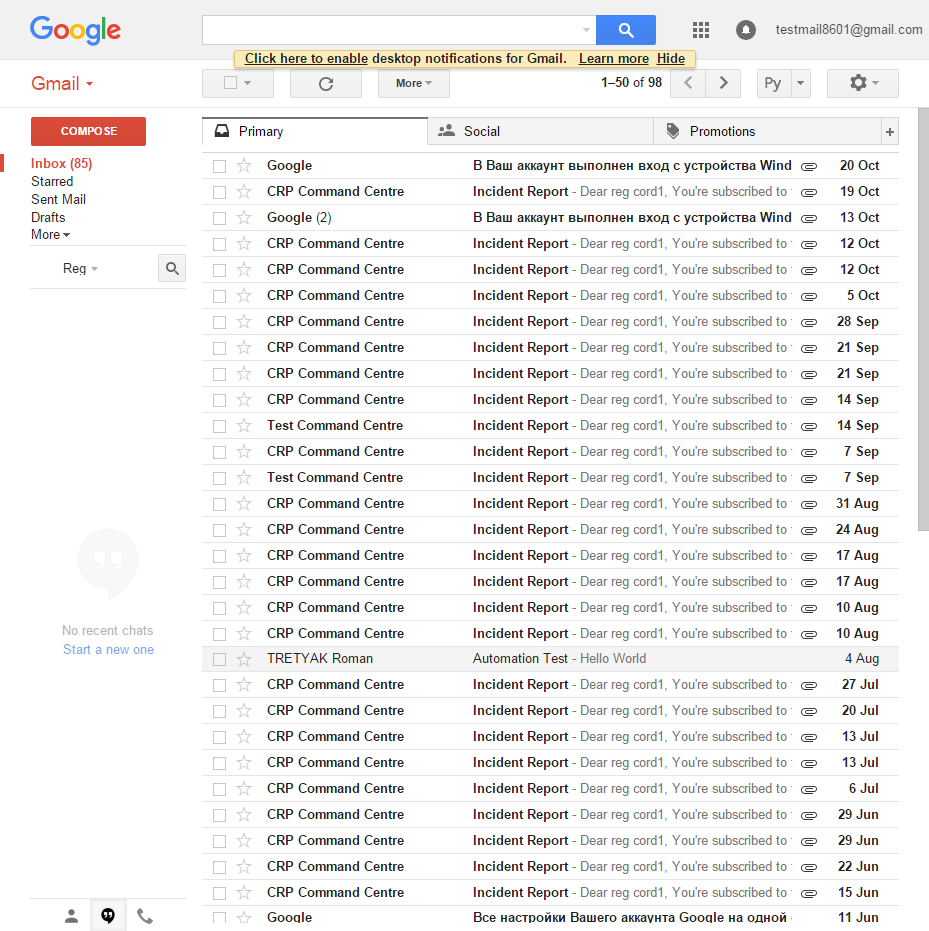 Google
testmail8601@gmail.com
Click here to enable desktop notifications for Gmail. Learn more Hide
Gmail
More
1–50 of 98
Ру
COMPOSE
Inbox (85)
Starred
Sent Mail
Drafts
More
Reg
No recent chats
Start a new one
Primary Social Promotions +
Google В Ваш аккаунт выполнен вход с устройства Wind 20 Oct
CRP Command Centre Incident Report - Dear reg cord1, You're subscribed to 19 Oct
Google (2) В Ваш аккаунт выполнен вход с устройства Wind 13 Oct
CRP Command Centre Incident Report - Dear reg cord1, You're subscribed to 12 Oct
CRP Command Centre Incident Report - Dear reg cord1, You're subscribed to 12 Oct
CRP Command Centre Incident Report - Dear reg cord1, You're subscribed to 5 Oct
CRP Command Centre Incident Report - Dear reg cord1, You're subscribed to 28 Sep
CRP Command Centre Incident Report - Dear reg cord1, You're subscribed to 21 Sep
CRP Command Centre Incident Report - Dear reg cord1, You're subscribed to 21 Sep
CRP Command Centre Incident Report - Dear reg cord1, You're subscribed to 14 Sep
Test Command Centre Incident Report - Dear reg cord1, You're subscribed to 14 Sep
CRP Command Centre Incident Report - Dear reg cord1, You're subscribed to 7 Sep
Test Command Centre Incident Report - Dear reg cord1, You're subscribed to 7 Sep
CRP Command Centre Incident Report - Dear reg cord1, You're subscribed to 31 Aug
CRP Command Centre Incident Report - Dear reg cord1, You're subscribed to 24 Aug
CRP Command Centre Incident Report - Dear reg cord1, You're subscribed to 17 Aug
CRP Command Centre Incident Report - Dear reg cord1, You're subscribed to 17 Aug
CRP Command Centre Incident Report - Dear reg cord1, You're subscribed to 10 Aug
CRP Command Centre Incident Report - Dear reg cord1, You're subscribed to 10 Aug
TRETYAK Roman Automation Test - Hello World 4 Aug
CRP Command Centre Incident Report - Dear reg cord1, You're subscribed to 27 Jul
CRP Command Centre Incident Report - Dear reg cord1, You're subscribed to 20 Jul
CRP Command Centre Incident Report - Dear reg cord1, You're subscribed to 13 Jul
CRP Command Centre Incident Report - Dear reg cord1, You're subscribed to 13 Jul
CRP Command Centre Incident Report - Dear reg cord1, You're subscribed to 6 Jul
CRP Command Centre Incident Report - Dear reg cord1, You're subscribed to 29 Jun
CRP Command Centre Incident Report - Dear reg cord1, You're subscribed to 29 Jun
CRP Command Centre Incident Report - Dear reg cord1, You're subscribed to 22 Jun
CRP Command Centre Incident Report - Dear reg cord1, You're subscribed to 15 Jun
Google Все настройки Вашего аккаунта Google на одной 11 Jun